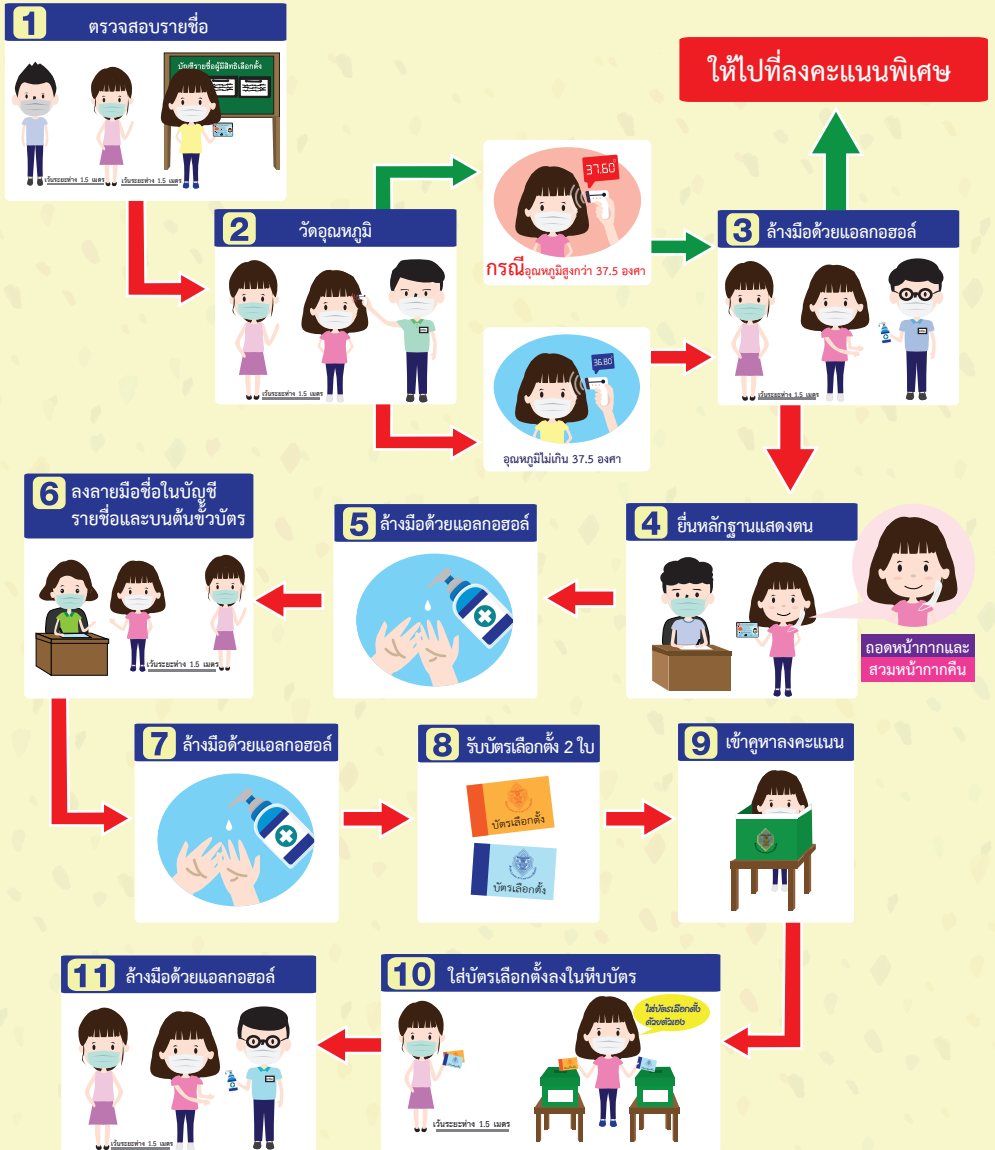 1 ตรวจสอบรายชื่อ
บัญชีรายชื่อผู้มีสิทธิเลือกตั้ง
เว้นระยะห่าง 1.5 เมตร
เว้นระยะห่าง 1.5 เมตร
ให้ไปที่ลงคะแนนพิเศษ
2 วัดอุณหภูมิ
เว้นระยะห่าง 1.5 เมตร
37.60°
กรณีอุณหภูมิสูงกว่า 37.5 องศา
36.80
อุณหภูมิไม่เกิน 37.5 องศา
3 ล้างมือด้วยแอลกอฮอล์
เว้นระยะห่าง 1.5 เมตร
4 ยื่นหลักฐานแสดงตน
ถอดหน้ากากและ
สวมหน้ากากคืน
5 ล้างมือด้วยแอลกอฮอล์
6 ลงลายมือชื่อในบัญชี
รายชื่อและบนต้นขั้วบัตร
เว้นระยะห่าง 1.5 เมตร
7 ล้างมือด้วยแอลกอฮอล์
8 รับบัตรเลือกตั้ง 2 ใบ
บัตรเลือกตั้ง
บัตรเลือกตั้ง
9 เข้าคูหาลงคะแนน
10 ใส่บัตรเลือกตั้งลงในหีบบัตร
ใส่บัตรเลือกตั้ง
ด้วยตัวเอง
เว้นระยะห่าง 1.5 เมตร
11 ล้างมือด้วยแอลกอฮอล์
เว้นระยะห่าง 1.5 เมตร